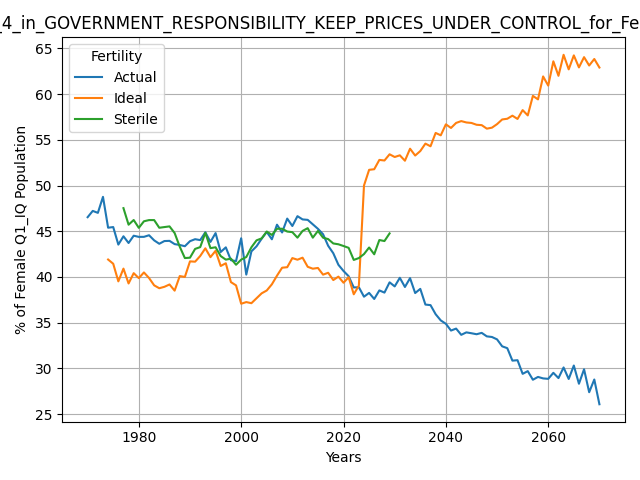 _4_in_GOVERNMENT_RESPONSIBILITY_KEEP_PRICES_UNDER_CONTROL_for_Fe
Fertility
Actual
Ideal
Sterile
% of Female Q1_IQ Population
65
60
55
50
45
40
35
30
25
1980
2000
2020
2040
2060
Years